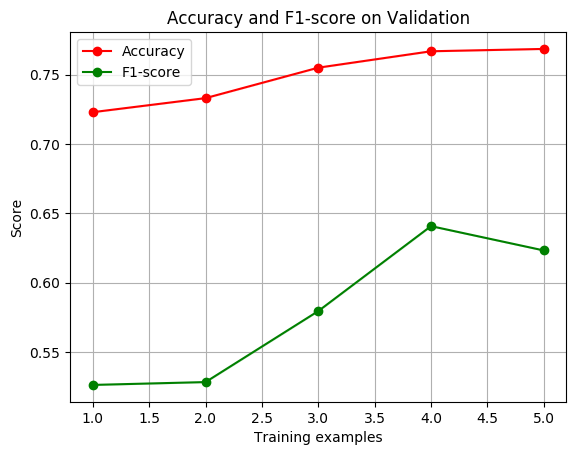 Accuracy and F1-score on Validation
Accuracy
F1-score
0.75
0.70
0.65
0.60
0.55
Score
1.0 1.5 2.0 2.5 3.0 3.5 4.0 4.5 5.0
Training examples